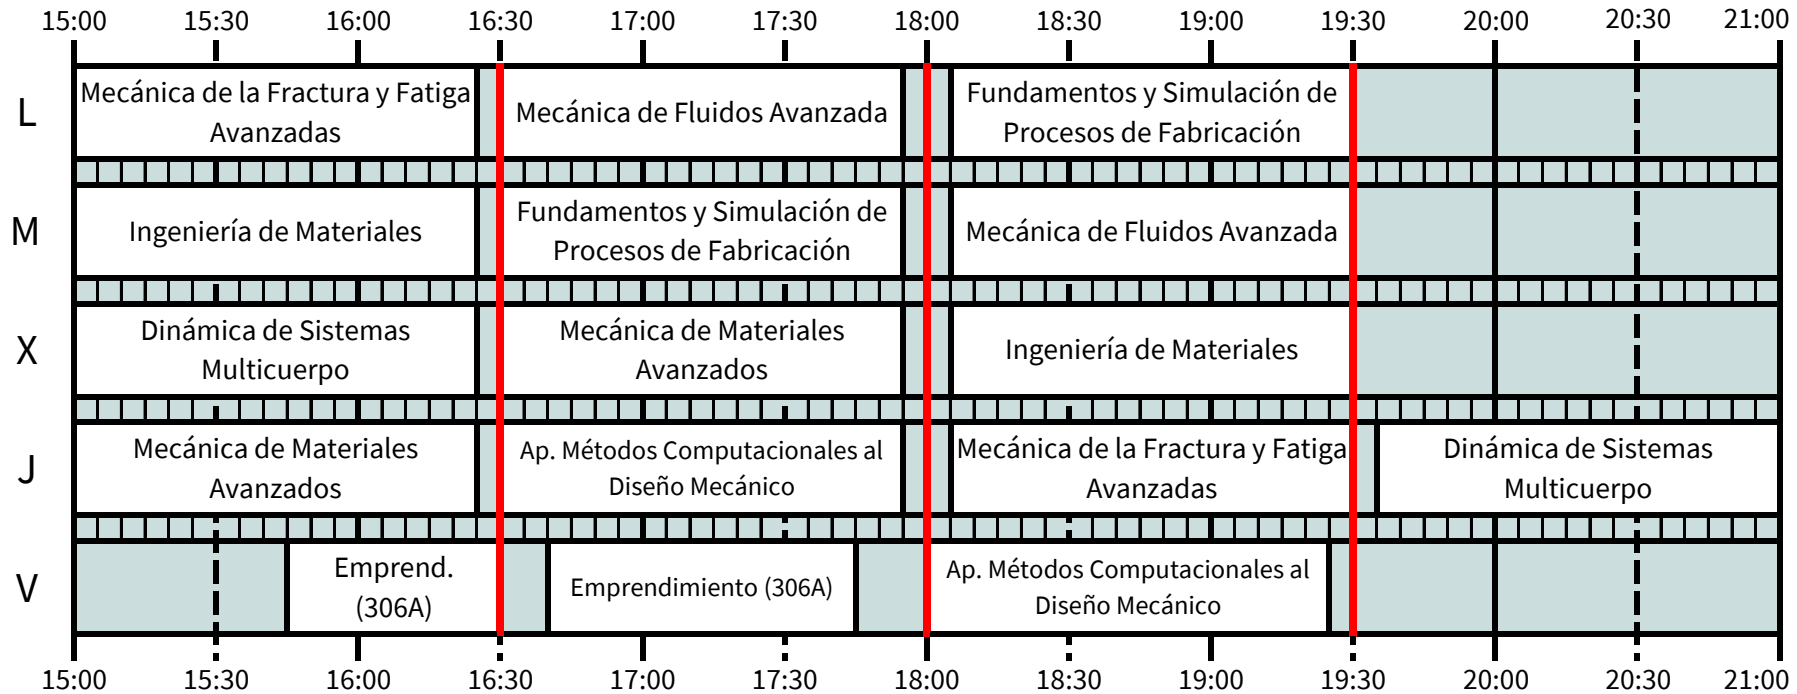 15:00 15:30 16:00 16:30 17:00 17:30 18:00 18:30 19:00 19:30 20:00 20:30 21:00
L
Mecánica de la Fractura y Fatiga
Avanzadas
Mecánica de Fluidos Avanzada
Fundamentos y Simulación de
Procesos de Fabricación
M
Ingeniería de Materiales
Fundamentos y Simulación de
Procesos de Fabricación
Mecánica de Fluidos Avanzada
X
Dinámica de Sistemas
Multicuerpo
Mecánica de Materiales
Avanzados
Ingeniería de Materiales
J
Mecánica de Materiales
Avanzados
Ap. Métodos Computacionales al
Diseño Mecánico
Mecánica de la Fractura y Fatiga
Avanzadas
Dinámica de Sistemas
Multicuerpo
V
Emprend.
(306A)
Emprendimiento (306A)
Ap. Métodos Computacionales al
Diseño Mecánico
15:00 15:30 16:00 16:30 17:00 17:30 18:00 18:30 19:00 19:30 20:00 20:30 21:00